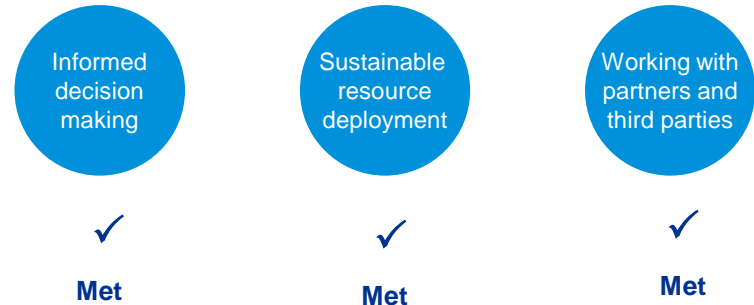 Informed
decision
making
Sustainable
resource
deployment
Working with
partners and
third parties
✓
✓
✓
Met
Met
Met